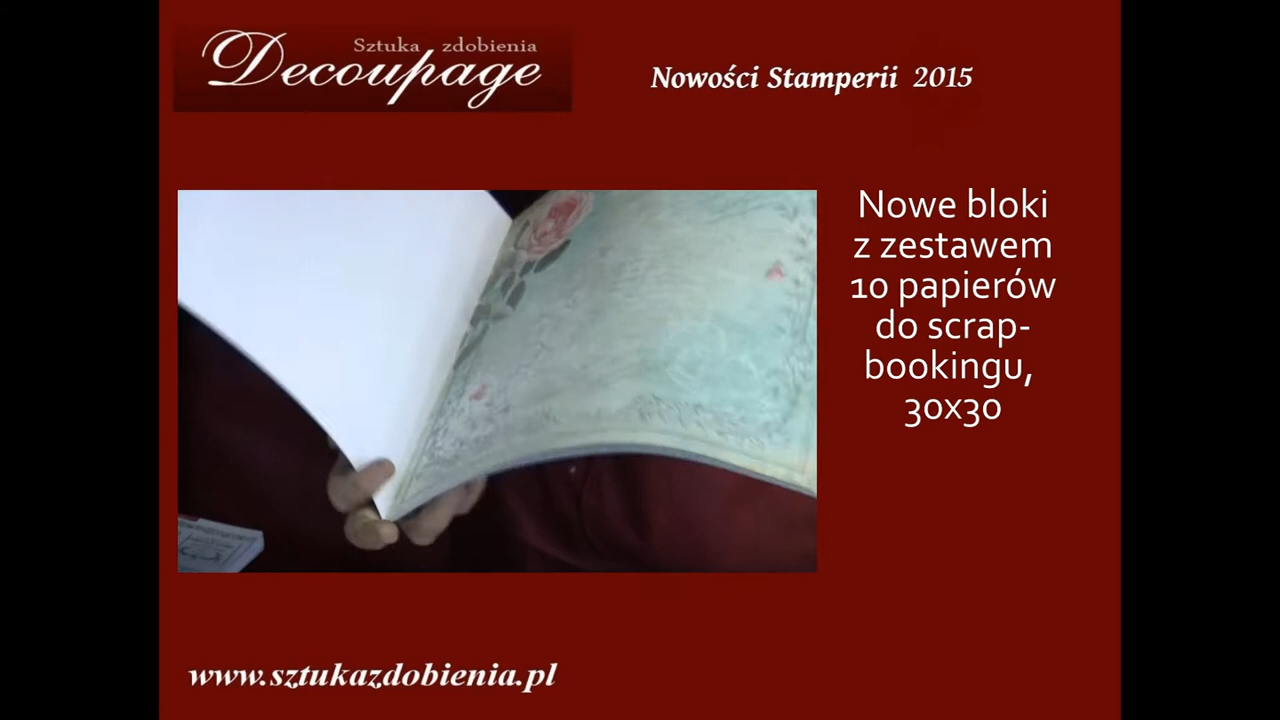 Sztuka zdobienia
Decoupage
Nowości Stamperii 2015
Nowe bloki
z zestawem
10 papierów
do scrap-
bookingu,
30x30
www.sztukazdobienia.pl